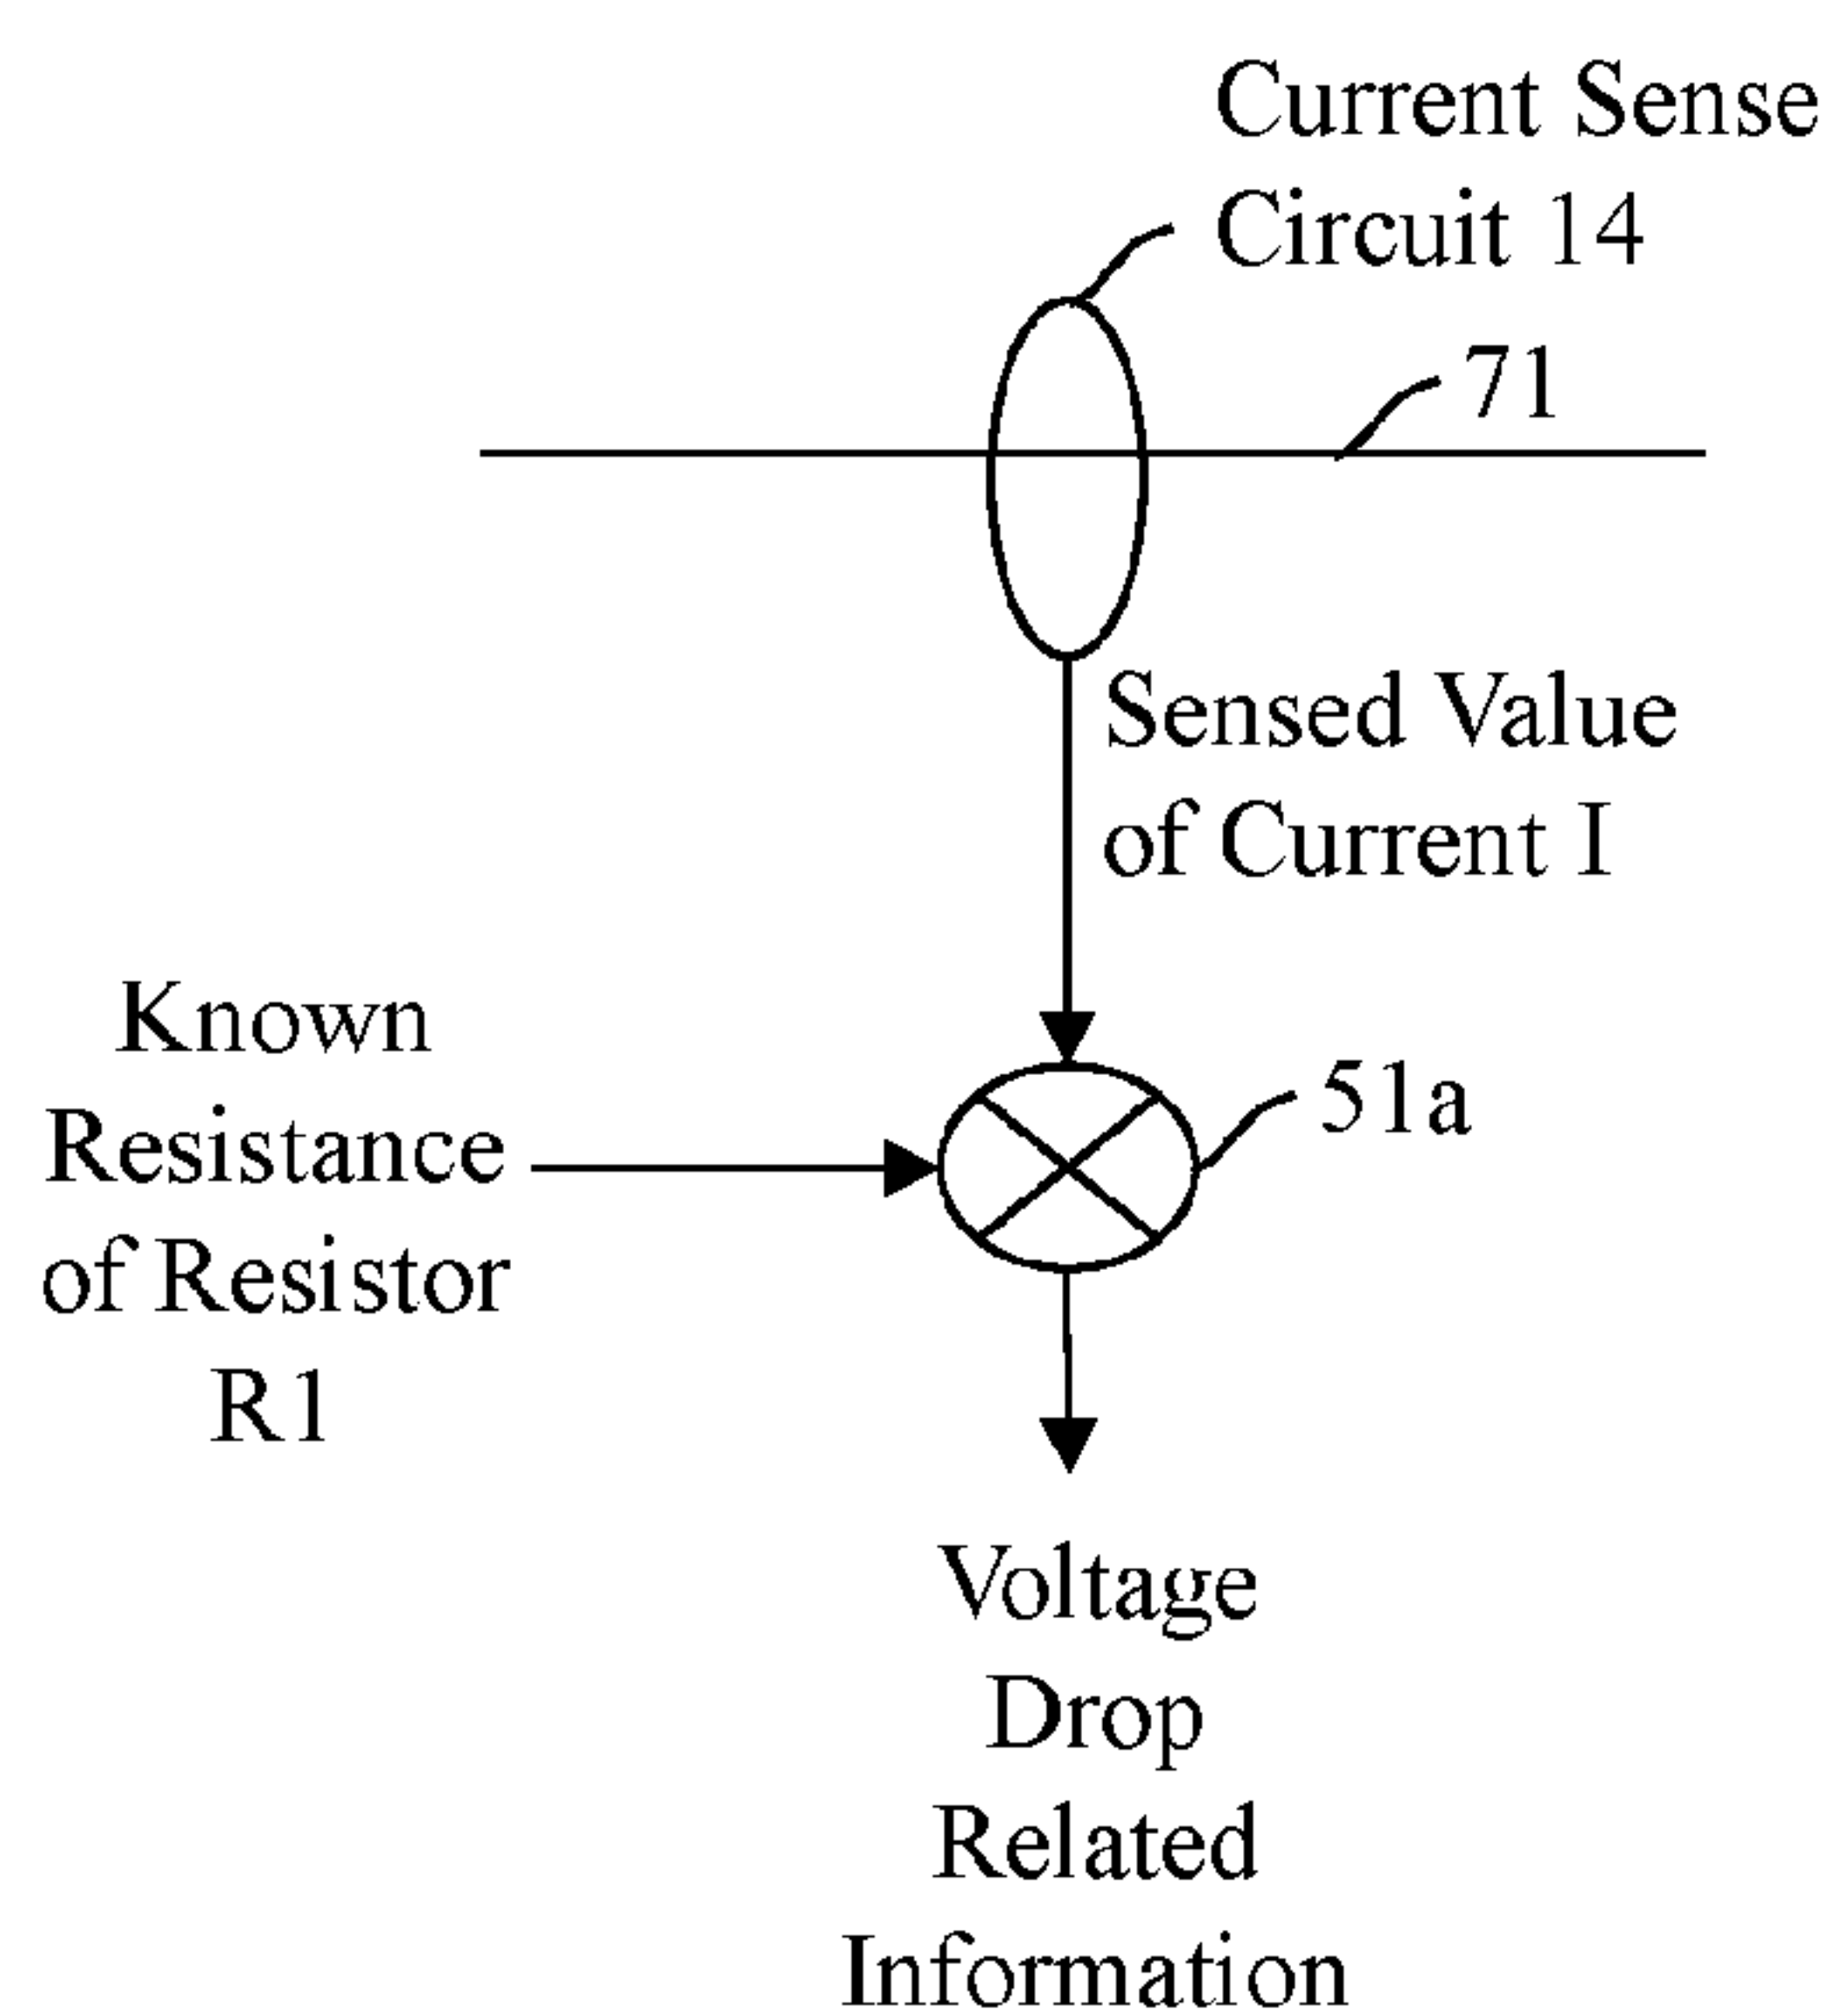 Current Sense
Circuit 14
71
Sensed Value
of Current I
Known
Resistance
of Resistor
R1
51a
Voltage
Drop
Related
Information